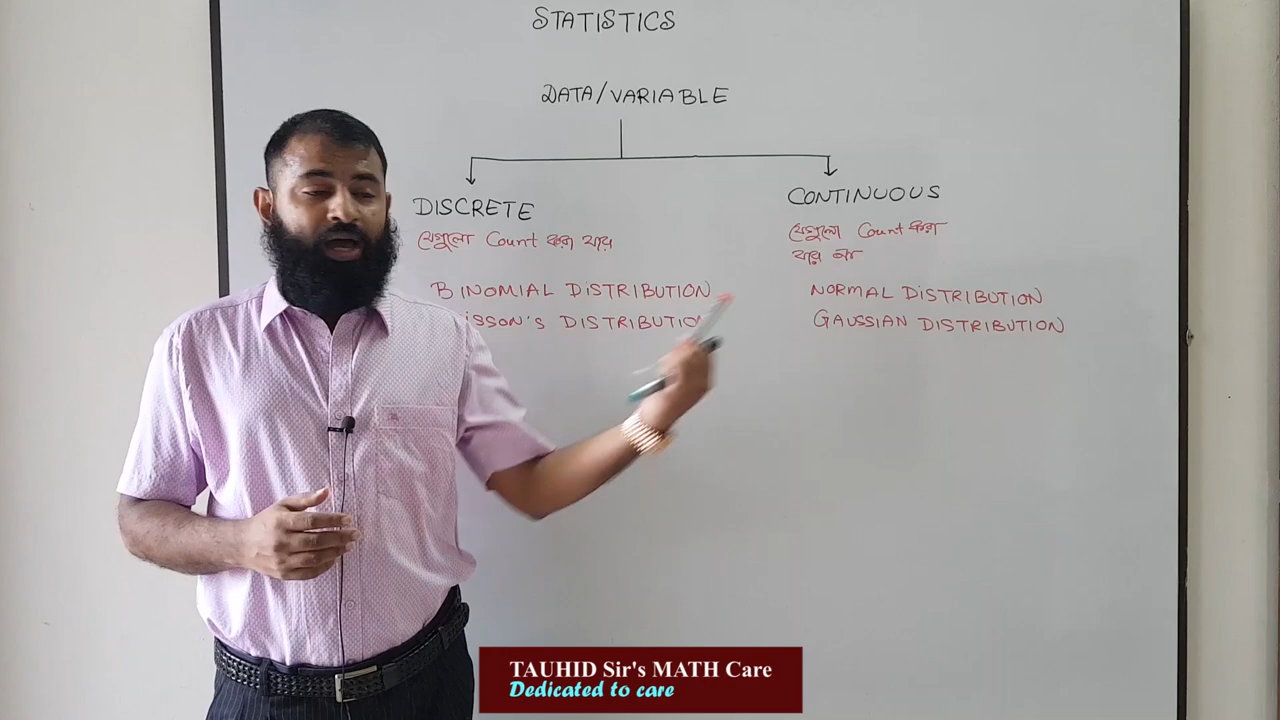 STATISTICS
DATA/VARIABLE
DISCRETE
যেগুলো Count করা যায়
BINOMIAL DISTRIBUTION
ISSON'S DISTRIBUTION
CONTINUOUS
যেগুলো Count করা
যায় না
NORMAL DISTRIBUTION
GAUSSIAN DISTRIBUTION
TAUHID Sir's MATH Care
Dedicated to care